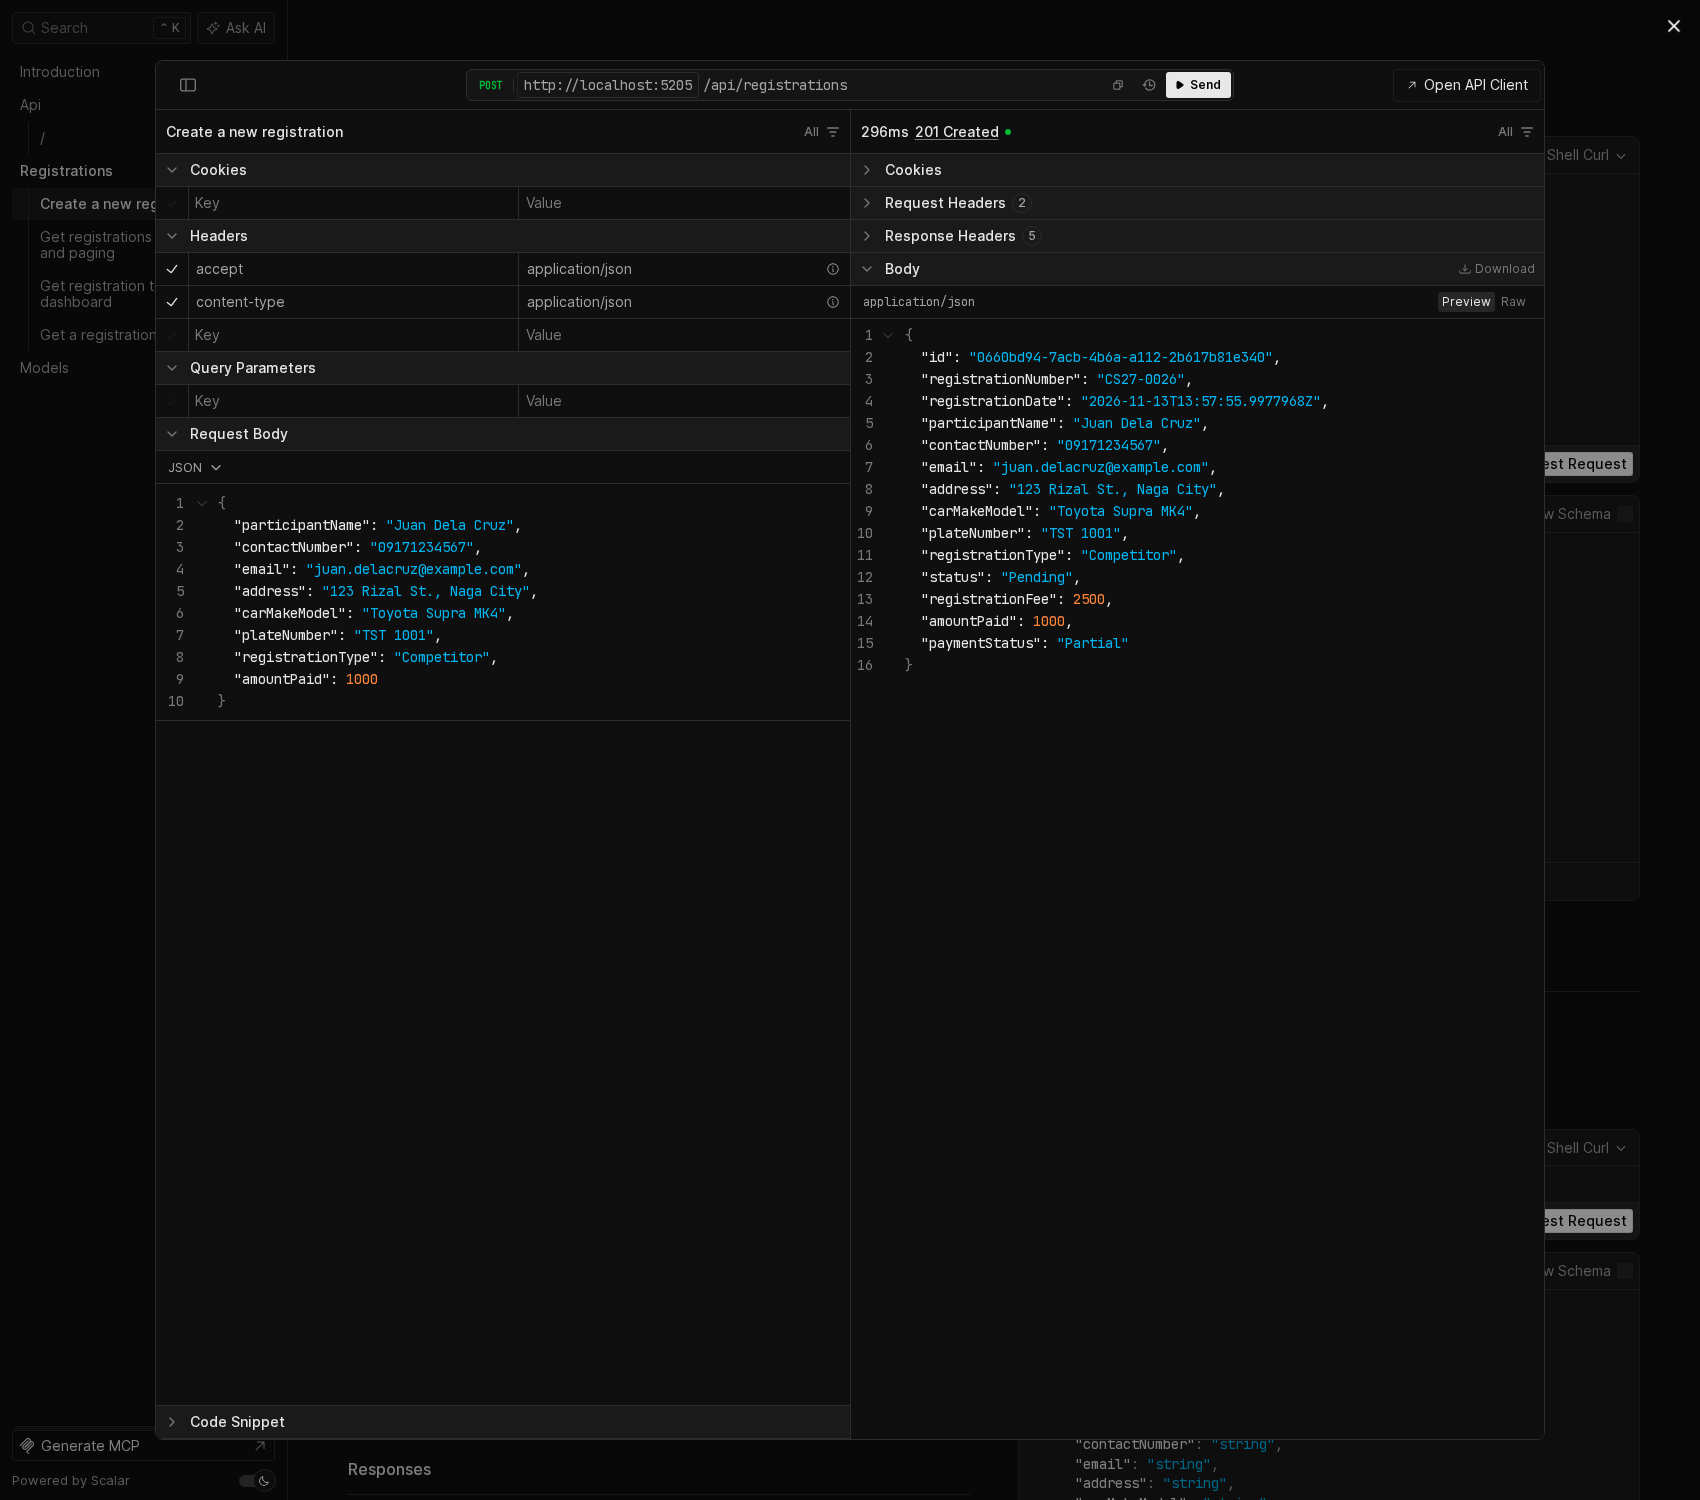 Search
⌃ K
Ask AI
Introduction
Api
/
Registrations
Create a new reg
Get registrations
and paging
Get registration t
dashboard
Get a registration
Models
POST
http://localhost:5205
/api/registrations
Send
Open API Client
Create a new registration
All
Cookies
Key
Value
Headers
accept
application/json
content-type
application/json
Key
Value
Query Parameters
Key
Value
Request Body
JSON
1 {
2 "participantName": "Juan Dela Cruz",
3 "contactNumber": "09171234567",
4 "email": "juan.delacruz@example.com",
5 "address": "123 Rizal St., Naga City",
6 "carMakeModel": "Toyota Supra MK4",
7 "plateNumber": "TST 1001",
8 "registrationType": "Competitor",
9 "amountPaid": 1000
10 }
Code Snippet
296ms 201 Created
All
Cookies
Request Headers 2
Response Headers 5
Body
Download
application/json
Preview
Raw
1 {
2 "id": "0660bd94-7acb-4b6a-a112-2b617b81e340",
3 "registrationNumber": "CS27-0026",
4 "registrationDate": "2026-11-13T13:57:55.9977968Z",
5 "participantName": "Juan Dela Cruz",
6 "contactNumber": "09171234567",
7 "email": "juan.delacruz@example.com",
8 "address": "123 Rizal St., Naga City",
9 "carMakeModel": "Toyota Supra MK4",
10 "plateNumber": "TST 1001",
11 "registrationType": "Competitor",
12 "status": "Pending",
13 "registrationFee": 2500,
14 "amountPaid": 1000,
15 "paymentStatus": "Partial"
16 }
Shell Curl
est Request
w Schema
Shell Curl
est Request
w Schema
"contactNumber": "string",
"email": "string",
"address": "string",
Generate MCP
Powered by Scalar
Responses